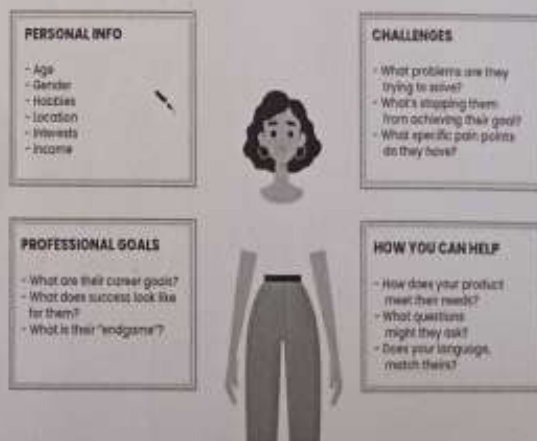 PERSONAL INFO
- Age
- Gender
- Hobbies
- Location
- Interests
- Income
CHALLENGES
- What problems are they
trying to solve?
- What's stopping them
from achieving their goal?
- What specific pain points
do they have?
PROFESSIONAL GOALS
- What are their career goals?
- What does success look like
for them?
- What is their "endgame"?
HOW YOU CAN HELP
- How does your product
meet their needs?
- What questions
might they ask?
- Does your language,
match theirs?